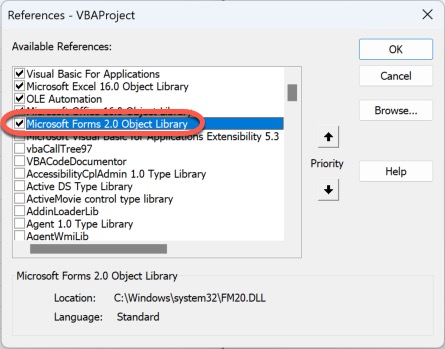 References - VBAProject
Available References:
OK
Visual Basic For Applications
Microsoft Excel 16.0 Object Library
Cancel
OLE Automation
Microsoft Office 16.0 Object Library
Microsoft Forms 2.0 Object Library
Browse...
Microsoft Visual Basic for Applications Extensibility 5.3
vbaCallTree97
VBACodeDocumentor
Priority
AccessibilityCplAdmin 1.0 Type Library
Help
Active DS Type Library
ActiveMovie control type library
AddinLoaderLib
Agent 1.0 Type Library
AgentWmiLib
Microsoft Forms 2.0 Object Library
Location: C:\Windows\system32\FM20.DLL
Language: Standard